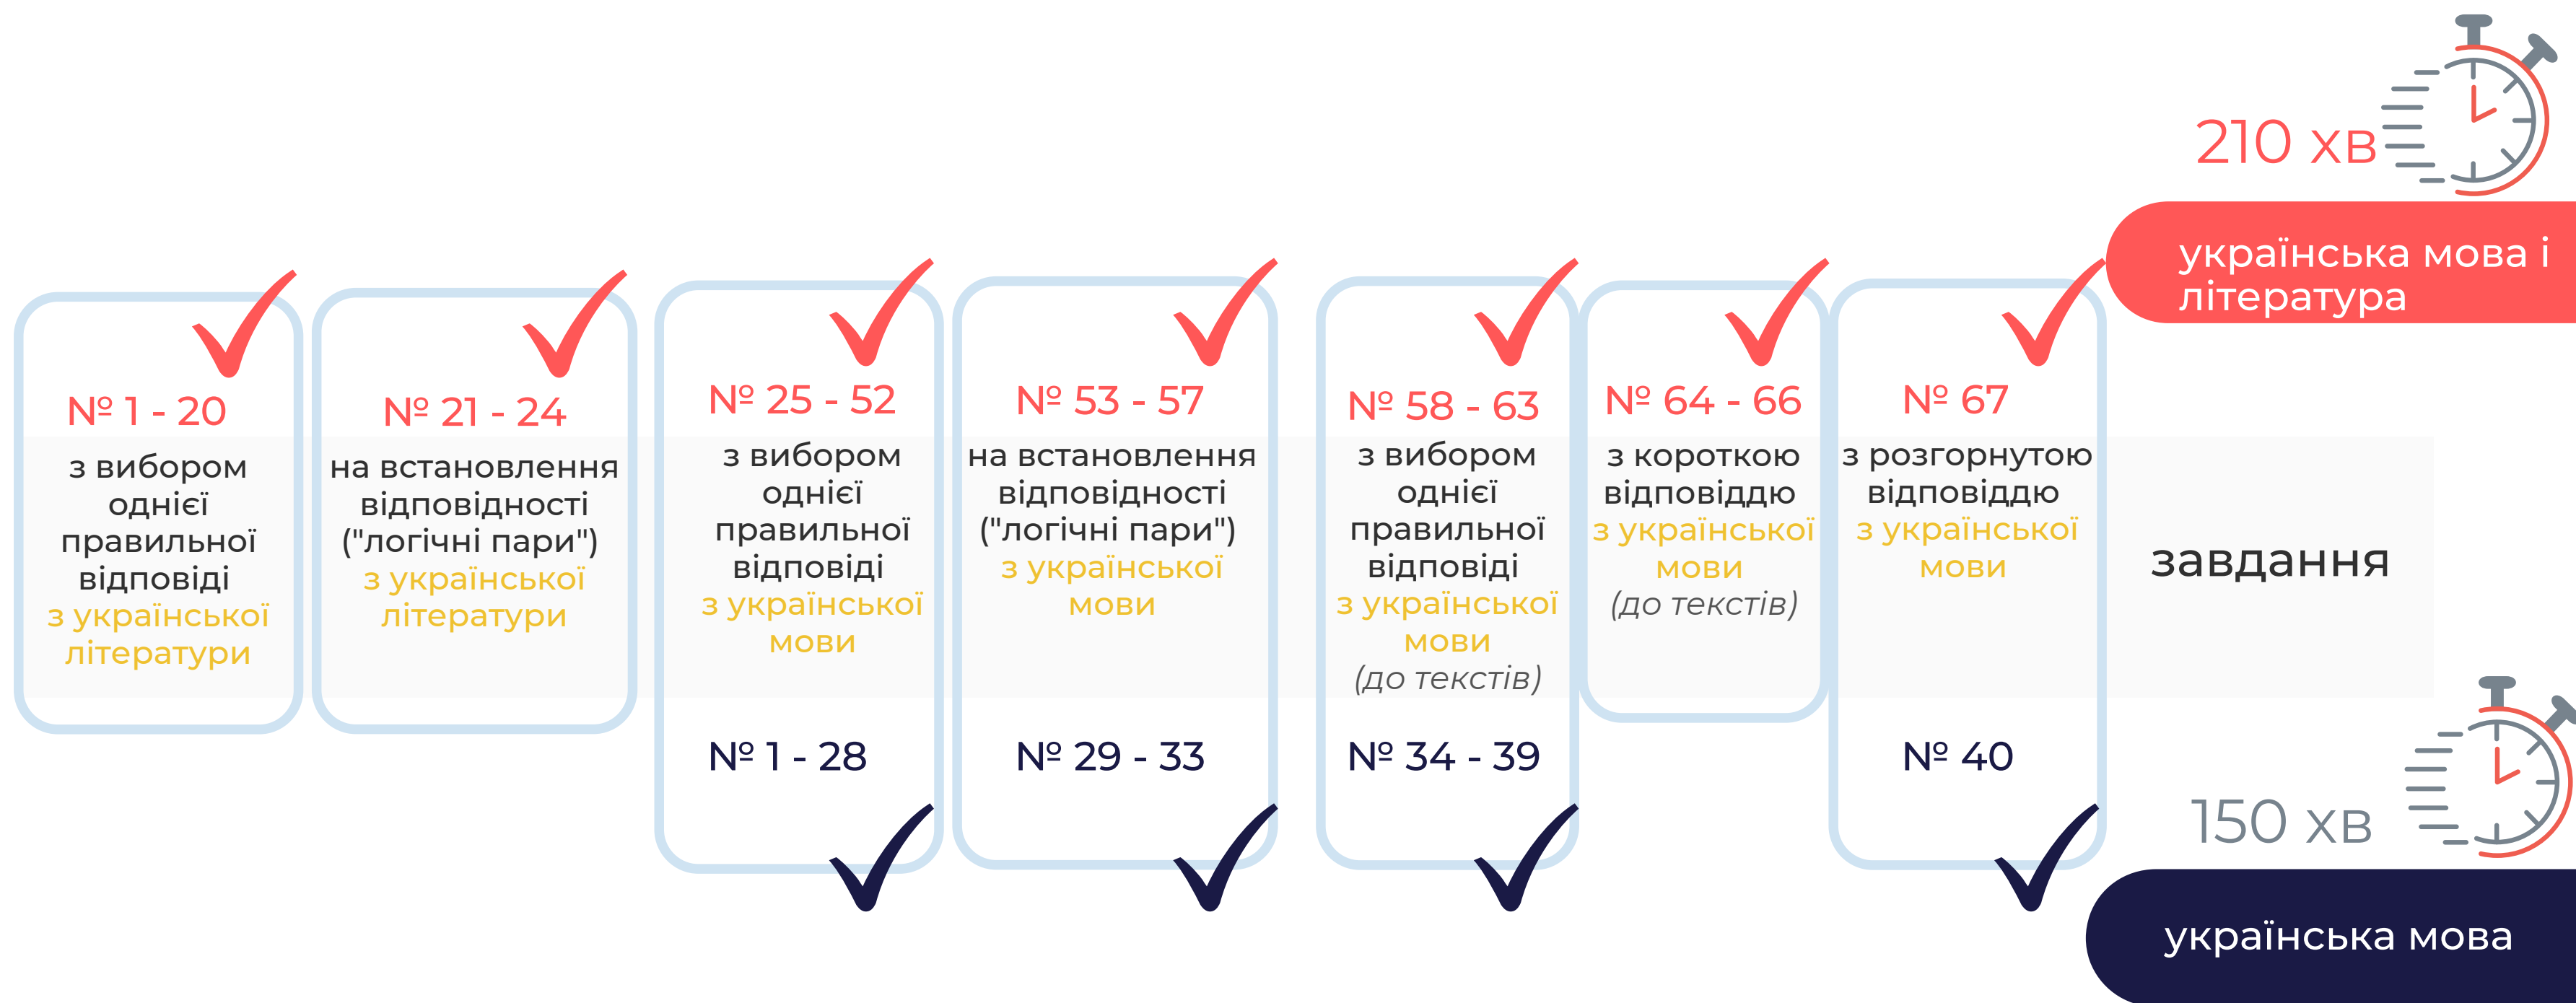 210 хв
українська мова і
література
№ 1 - 20
з вибором
однієї
правильної
відповіді
з української
літератури
№ 21 - 24
на встановлення
відповідності
("логічні пари")
з української
літератури
№ 25 - 52
з вибором
однієї
правильної
відповіді
з української
мови
№ 1 - 28
№ 53 - 57
на встановлення
відповідності
("логічні пари")
з української
мови
№ 29 - 33
№ 58 - 63
з вибором
однієї
правильної
відповіді
з української
мови
(до текстів)
№ 34 - 39
№ 64 - 66
з короткою
відповіддю
з української
мови
(до текстів)
№ 67
з розгорнутою
відповіддю
з української
мови
№ 40
завдання
150 хв
українська мова